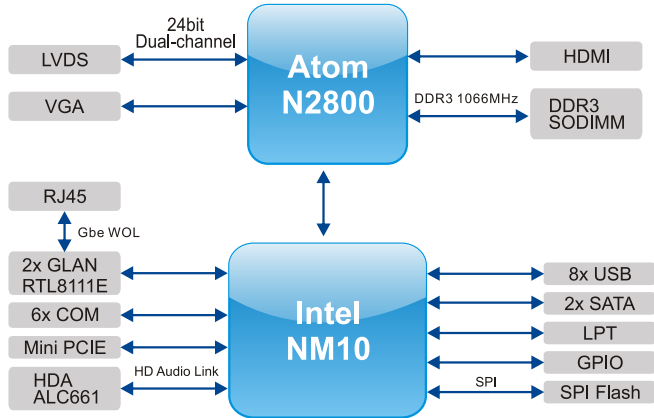 24bit
Dual-channel
LVDS
VGA
Atom
N2800
HDMI
DDR3 1066MHz
DDR3
SODIMM
RJ45
Gbe WOL
2x GLAN
RTL8111E
6x COM
Mini PCIE
HDA
ALC661
HD Audio Link
Intel
NM10
8x USB
2x SATA
LPT
GPIO
SPI
SPI Flash